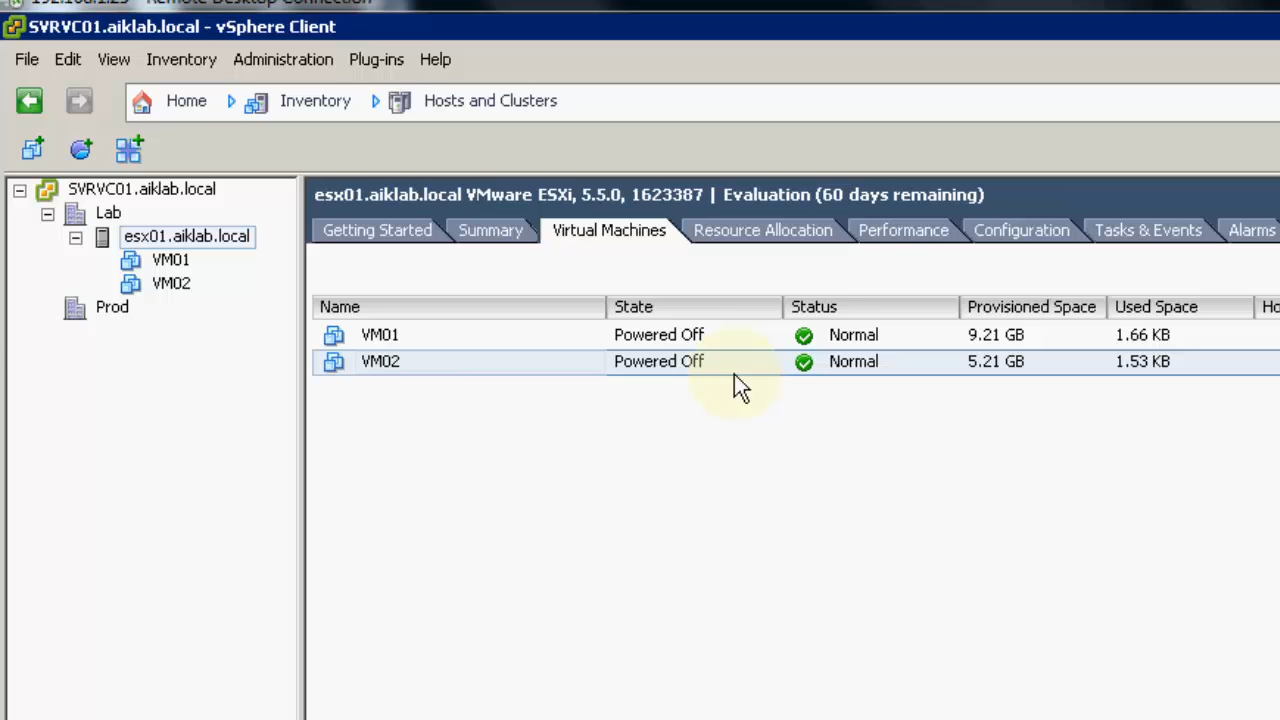 SVRVC01.aiklab.local - vSphere Client
File Edit View Inventory Administration Plug-ins Help
Home Inventory Hosts and Clusters
SVRVC01.aiklab.local
Lab
esx01.aiklab.local
VM01
VM02
Prod
esx01.aiklab.local VMware ESXi, 5.5.0, 1623387 | Evaluation (60 days remaining)
Getting Started Summary Virtual Machines Resource Allocation Performance Configuration Tasks & Events Alarms
Name State Status Provisioned Space Used Space Ho
VM01 Powered Off Normal 9.21 GB 1.66 KB
VM02 Powered Off Normal 5.21 GB 1.53 KB